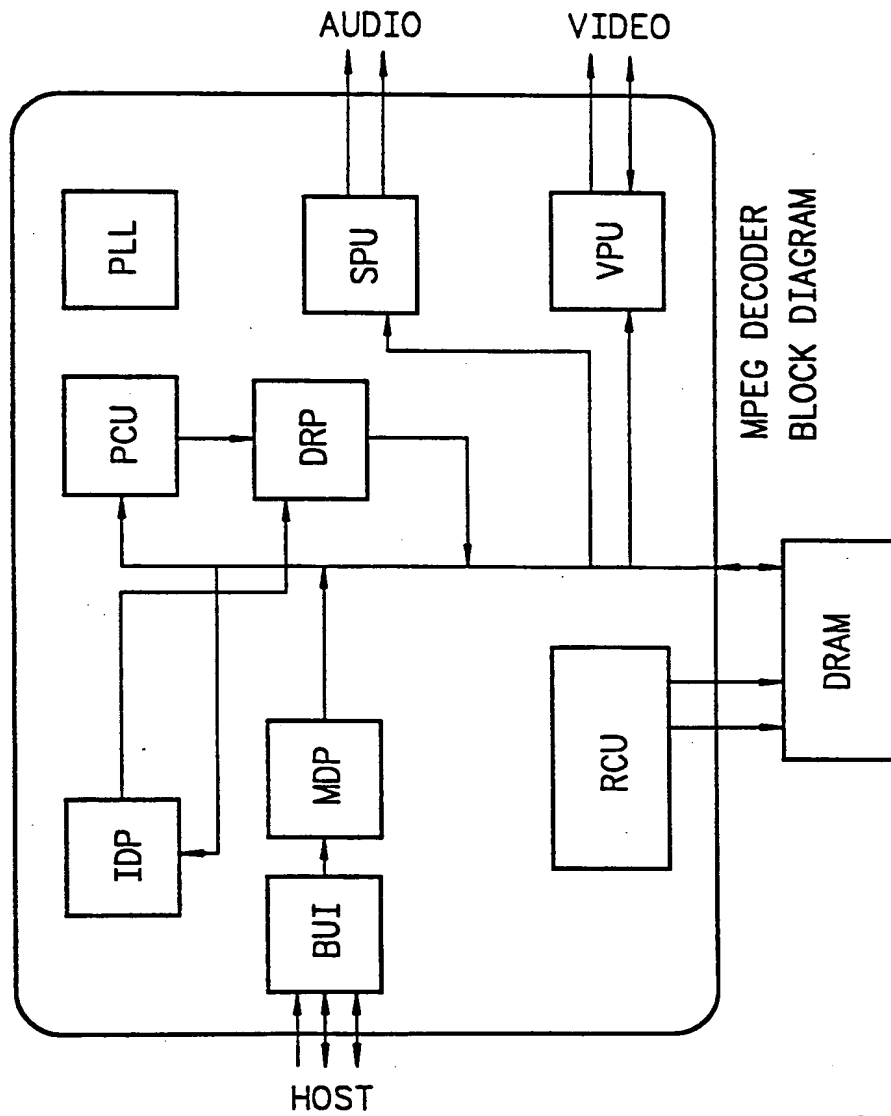 AUDIO
VIDEO
PLL
SPU
VPU
PCU
DRP
IDP
MDP
BUI
RCU
DRAM
HOST
MPEG DECODER
BLOCK DIAGRAM